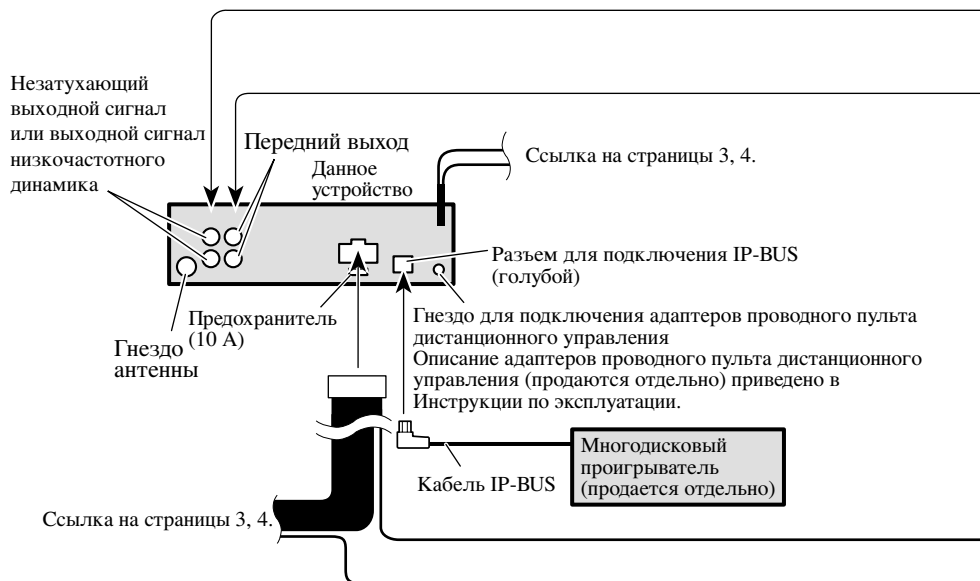 Незатухающий
выходной сигнал
или выходной сигнал
низкочастотного
динамика
Передний выход
Данное
устройство
Ссылка на страницы 3, 4.
Разъем для подключения IP-BUS
(голубой)
Предохранитель
(10 А)
Гнездо
антенны
Гнездо для подключения адаптеров проводного пульта
дистанционного управления
Описание адаптеров проводного пульта дистанционного
управления (продаются отдельно) приведено в
Инструкции по эксплуатации.
Многодисковый
проигрыватель
(продается отдельно)
Кабель IP-BUS
Ссылка на страницы 3, 4.